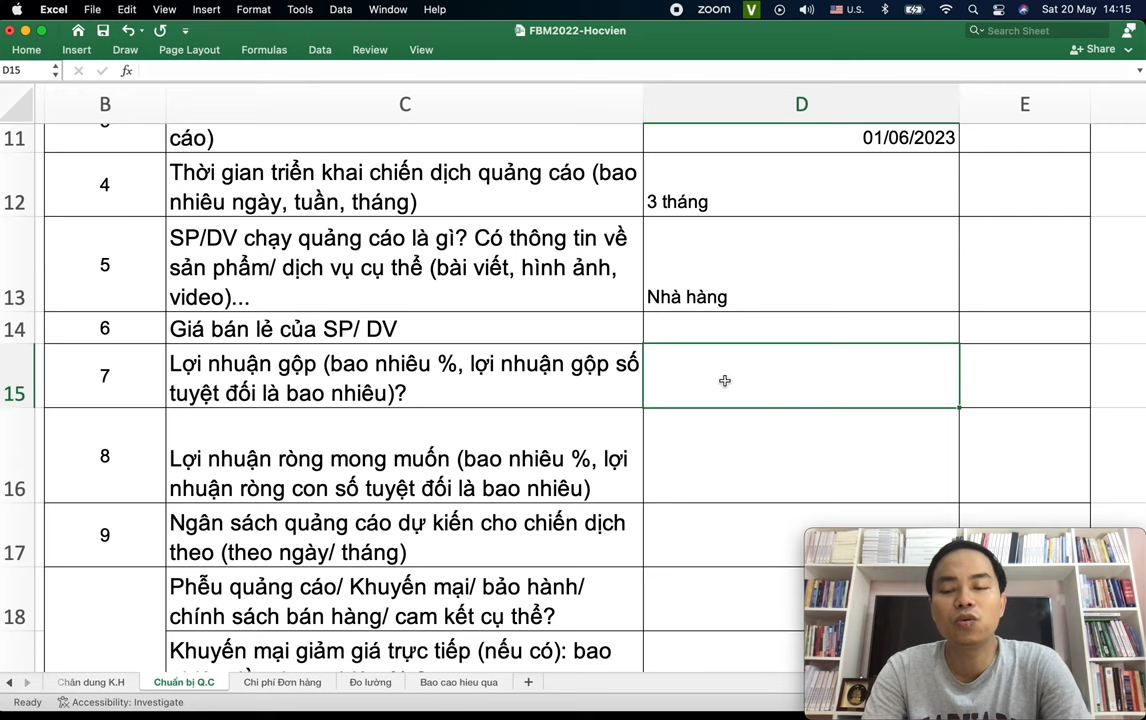 Excel File Edit View Insert Format Tools Data Window Help zoom V U.S. Sat 20 May 14:15
FBM2022-Hocvien
Search Sheet
Home Insert Draw Page Layout Formulas Data Review View Share
D15 fx
B C D E
11 cáo) 01/06/2023
12 4 Thời gian triển khai chiến dịch quảng cáo (bao
nhiêu ngày, tuần, tháng) 3 tháng
13 5 SP/DV chạy quảng cáo là gì? Có thông tin về
sản phẩm/ dịch vụ cụ thể (bài viết, hình ảnh,
video)... Nhà hàng
14 6 Giá bán lẻ của SP/ DV
15 7 Lợi nhuận gộp (bao nhiêu %, lợi nhuận gộp số
tuyệt đối là bao nhiêu)?
16 8 Lợi nhuận ròng mong muốn (bao nhiêu %, lợi
nhuận ròng con số tuyệt đối là bao nhiêu)
17 9 Ngân sách quảng cáo dự kiến cho chiến dịch
theo (theo ngày/ tháng)
18 Phễu quảng cáo/ Khuyến mại/ bảo hành/
chính sách bán hàng/ cam kết cụ thể?
Khuyến mại giảm giá trực tiếp (nếu có): bao
Chân dung K.H Chuẩn bị Q.C Chi phí Đơn hàng Đo lường Bao cao hieu qua
Ready Accessibility: Investigate